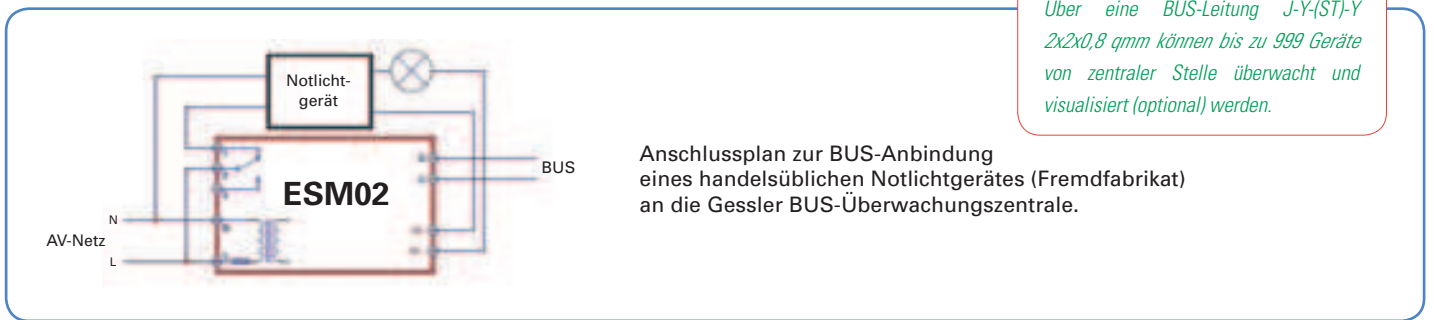 Über eine BUS-Leitung J-Y-(ST)-Y
2x2x0,8 qmm können bis zu 999 Geräte
von zentraler Stelle überwacht und
visualisiert (optional) werden.
Notlicht-
gerät
ESM02
BUS
N
AV-Netz
L
Anschlussplan zur BUS-Anbindung
eines handelsüblichen Notlichtgerätes (Fremdfabrikat)
an die Gessler BUS-Überwachungszentrale.